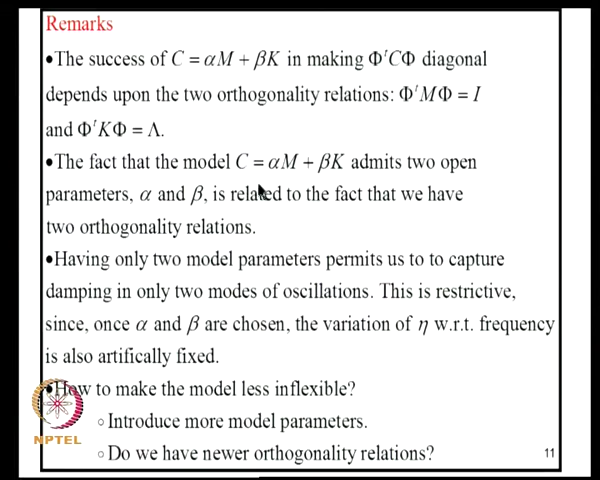 Remarks
•The success of C = αM + βK in making Φ'CΦ diagonal
depends upon the two orthogonality relations: Φ'MΦ = I
and Φ'KΦ = Λ.
•The fact that the model C = αM + βK admits two open
parameters, α and β, is related to the fact that we have
two orthogonality relations.
•Having only two model parameters permits us to to capture
damping in only two modes of oscillations. This is restrictive,
since, once α and β are chosen, the variation of η w.r.t. frequency
is also artifically fixed.
•How to make the model less inflexible?
◦Introduce more model parameters.
◦Do we have newer orthogonality relations?
NPTEL
11